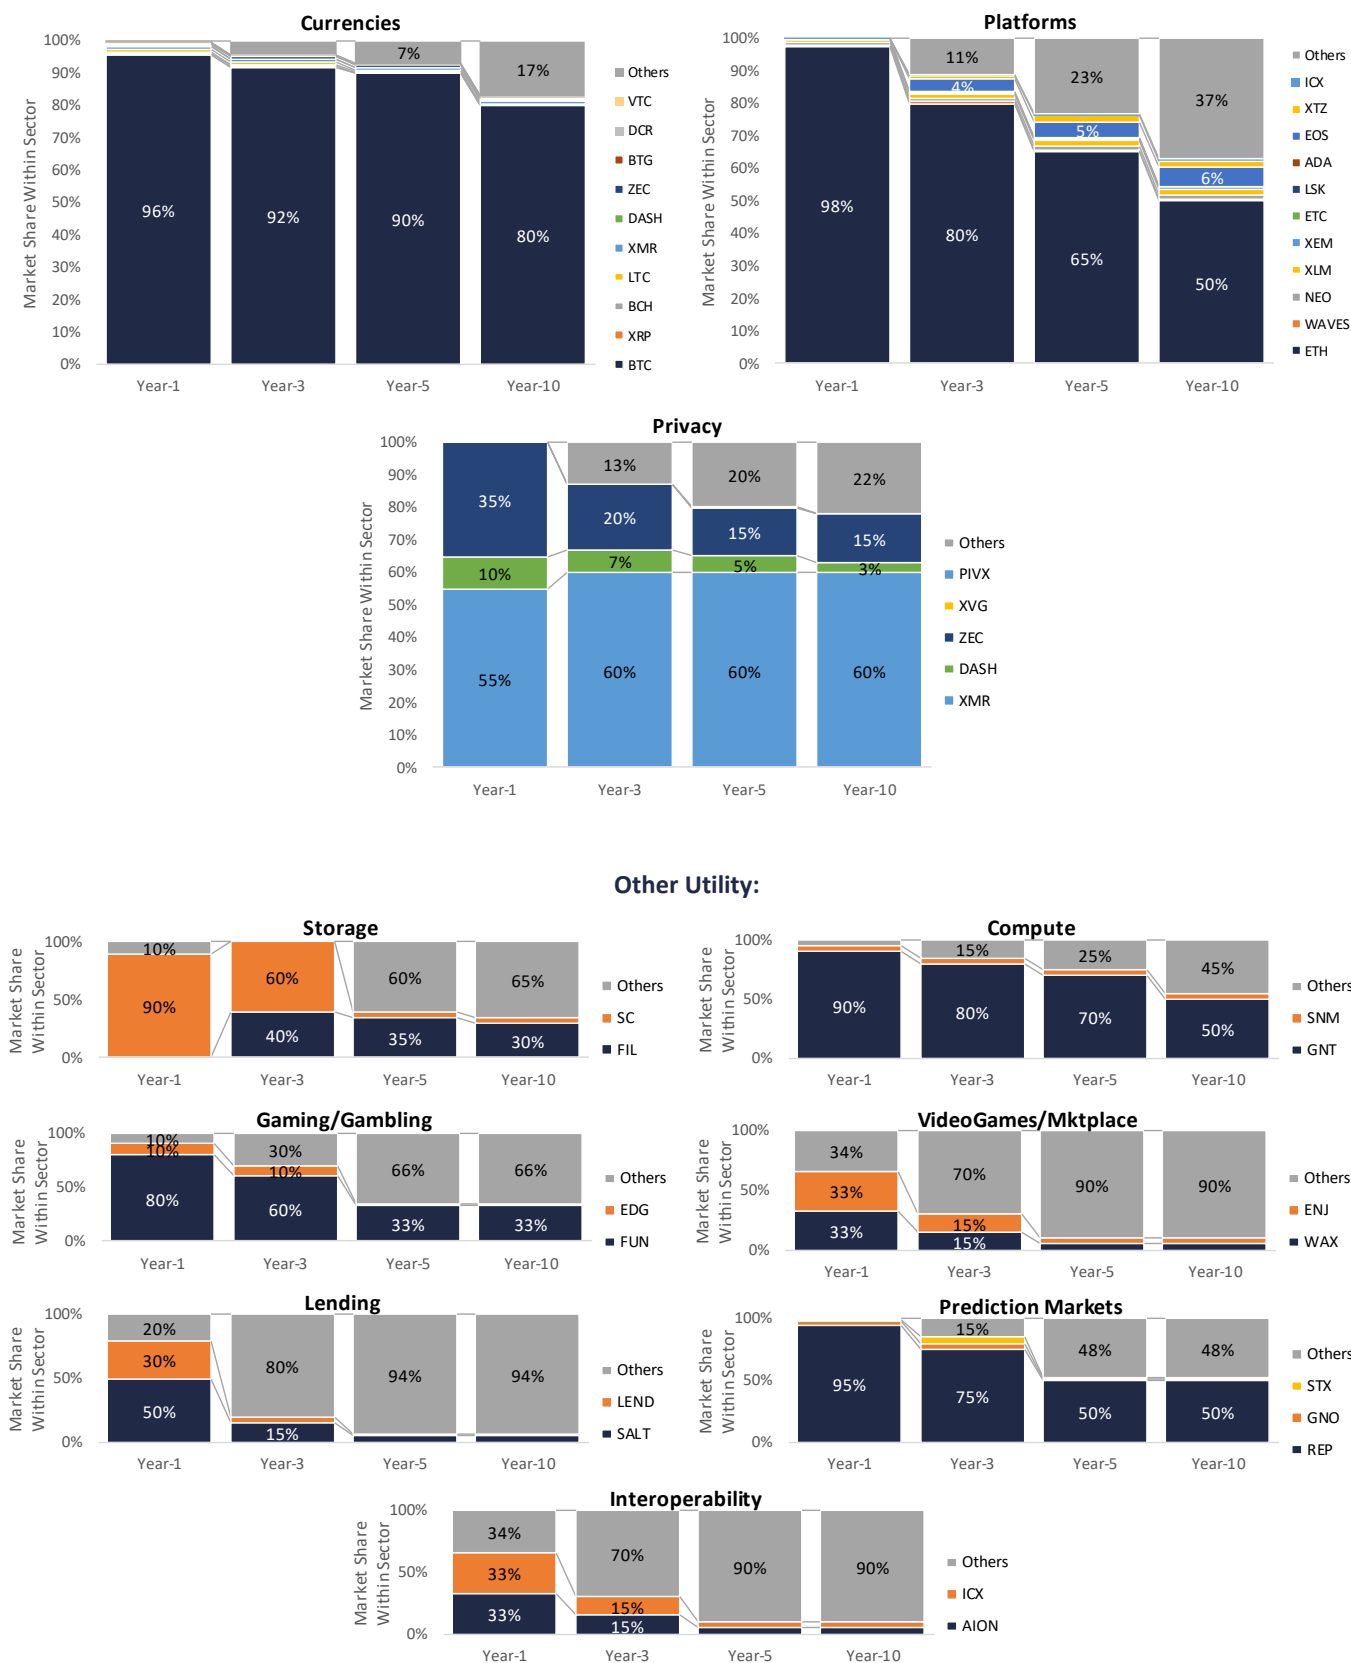 Currencies
Market Share Within Sector
100%
90%
80%
70%
60%
50%
40%
30%
20%
10%
0%
96%
92%
7%
90%
17%
80%
Year-1
Year-3
Year-5
Year-10
Others
VTC
DCR
BTG
ZEC
DASH
XMR
LTC
BCH
XRP
BTC
Platforms
Market Share Within Sector
100%
90%
80%
70%
60%
50%
40%
30%
20%
10%
0%
98%
11%
4%
80%
23%
5%
65%
37%
6%
50%
Year-1
Year-3
Year-5
Year-10
Others
ICX
XTZ
EOS
ADA
LSK
ETC
XEM
XLM
NEO
WAVES
ETH
Privacy
Market Share Within Sector
100%
90%
80%
70%
60%
50%
40%
30%
20%
10%
0%
35%
10%
55%
13%
20%
7%
60%
20%
15%
5%
60%
22%
15%
3%
60%
Year-1
Year-3
Year-5
Year-10
Others
PIVX
XVG
ZEC
DASH
XMR
Other Utility:
Storage
Market Share
Within Sector
100%
50%
0%
10%
90%
60%
40%
60%
35%
65%
30%
Year-1
Year-3
Year-5
Year-10
Others
SC
FIL
Compute
Market Share
Within Sector
100%
50%
0%
90%
15%
80%
25%
70%
45%
50%
Year-1
Year-3
Year-5
Year-10
Others
SNM
GNT
Gaming/Gambling
Market Share
Within Sector
100%
50%
0%
10%
10%
80%
30%
10%
60%
66%
33%
66%
33%
Year-1
Year-3
Year-5
Year-10
Others
EDG
FUN
VideoGames/Mktplace
Market Share
Within Sector
100%
50%
0%
34%
33%
33%
70%
15%
15%
90%
90%
Year-1
Year-3
Year-5
Year-10
Others
ENJ
WAX
Lending
Market Share
Within Sector
100%
50%
0%
20%
30%
50%
80%
15%
94%
94%
Year-1
Year-3
Year-5
Year-10
Others
LEND
SALT
Prediction Markets
Market Share
Within Sector
100%
50%
0%
95%
15%
75%
48%
50%
48%
50%
Year-1
Year-3
Year-5
Year-10
Others
STX
GNO
REP
Interoperability
Market Share
Within Sector
100%
50%
0%
34%
33%
33%
70%
15%
15%
90%
90%
Year-1
Year-3
Year-5
Year-10
Others
ICX
AION